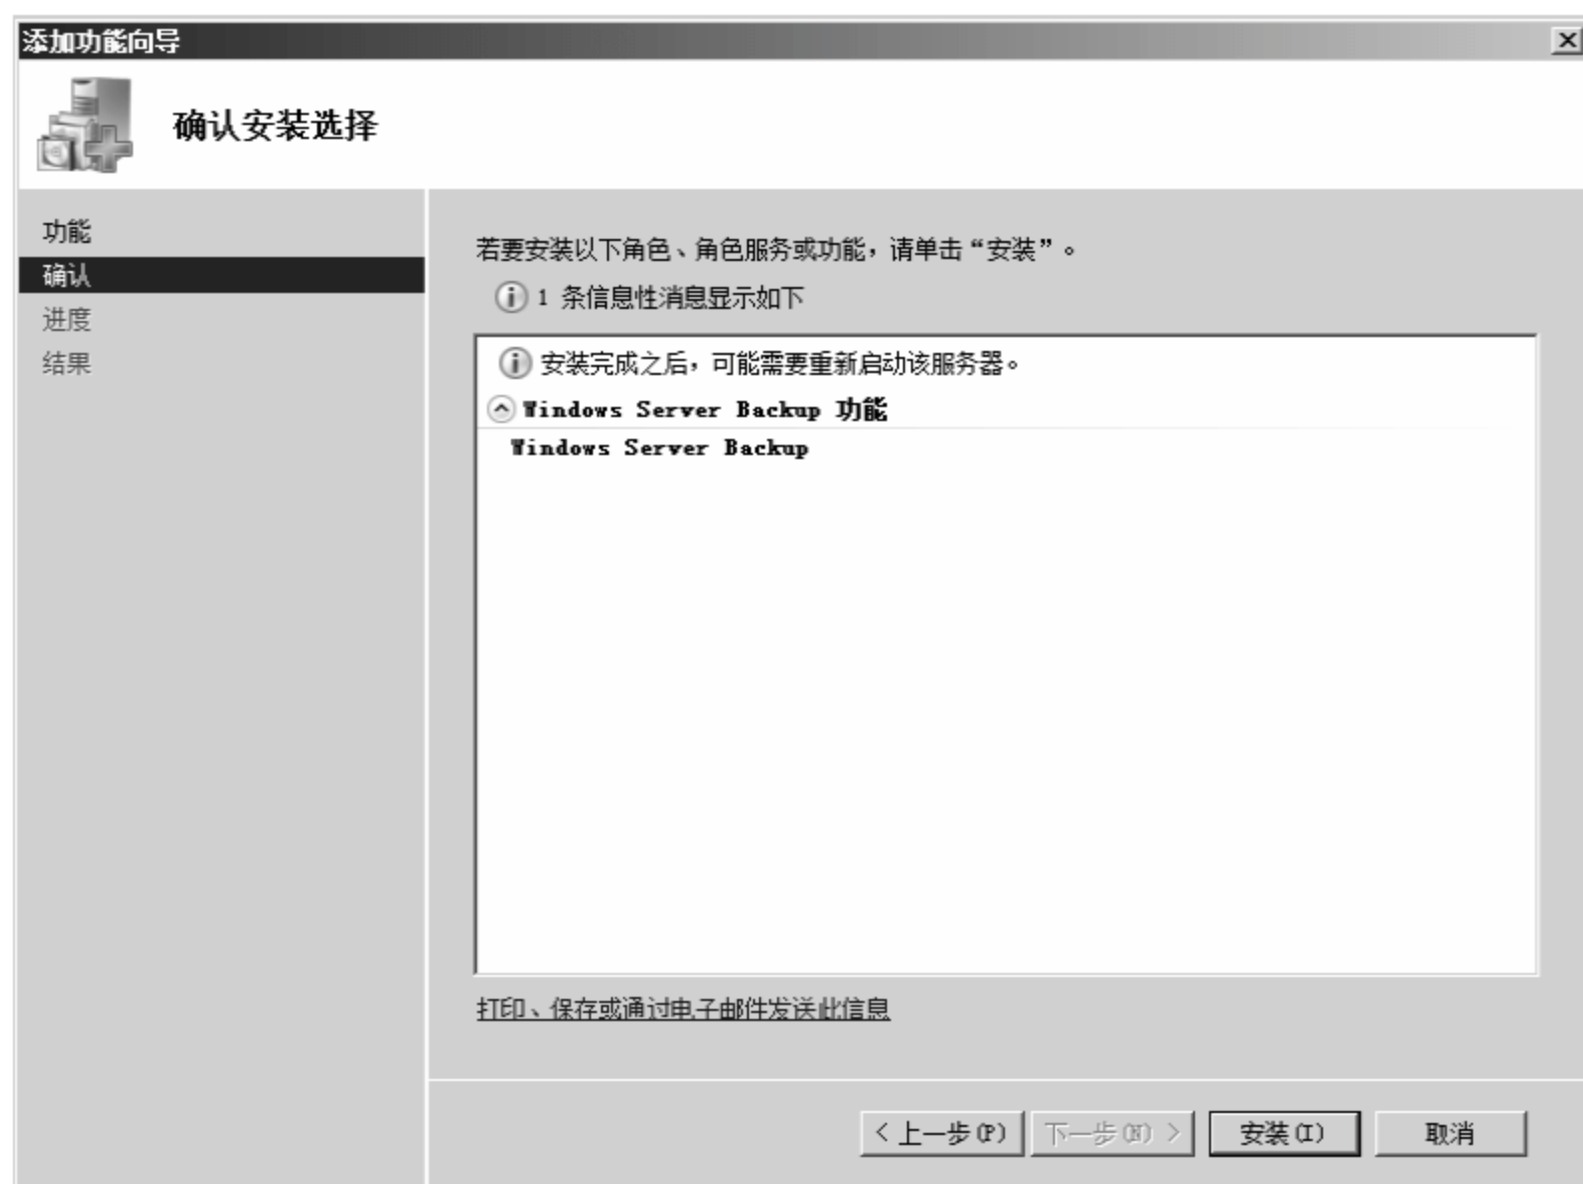 添加功能向导
确认安装选择
功能
确认
进度
结果
若要安装以下角色、角色服务或功能，请单击“安装”。
1 条信息性消息显示如下
安装完成之后，可能需要重新启动该服务器。
Windows Server Backup 功能
Windows Server Backup
打印、保存或通过电子邮件发送此信息
< 上一步(P) 下一步(N) > 安装(I) 取消